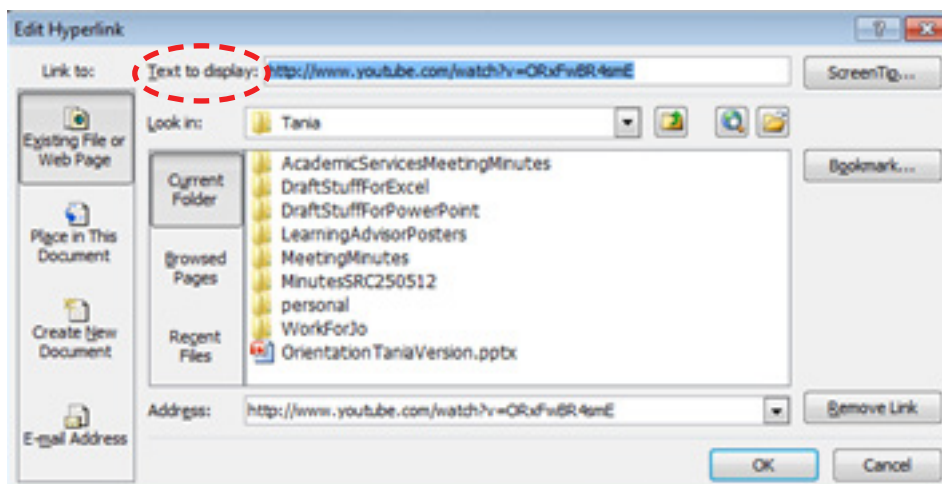 Edit Hyperlink
Link to:
Text to display: http://www.youtube.com/watch?v=ORxFwBR4smE
ScreenTip...
Existing File or
Web Page
Look in:
Tania
Current
Folder
AcademicServicesMeetingMinutes
DraftStuffForExcel
DraftStuffForPowerPoint
LearningAdvisorPosters
MeetingMinutes
MinutesSRC250512
personal
WorkForJo
OrientationTaniaVersion.pptx
Bookmark...
Place in This
Document
Browsed
Pages
Create New
Document
Recent
Files
E-mail Address
Address: http://www.youtube.com/watch?v=ORxFwBR4smE
Remove Link
OK
Cancel